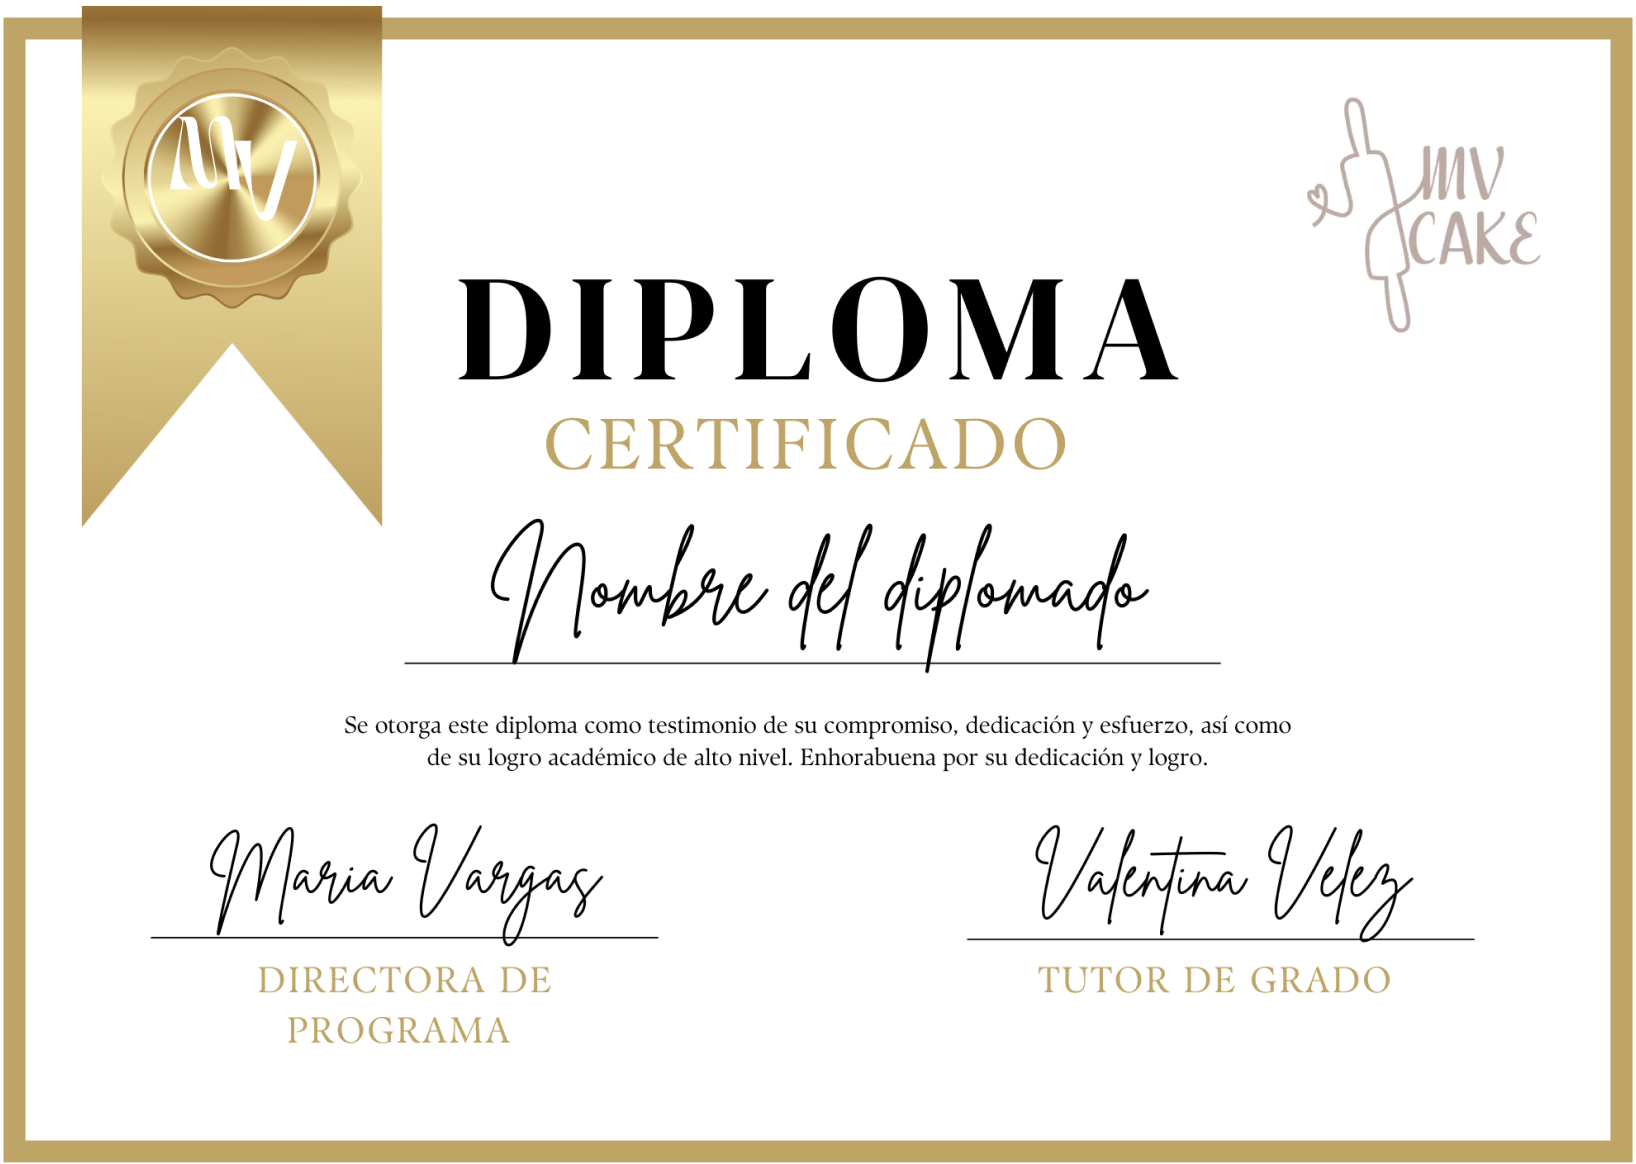 MV
MV
CAKE
DIPLOMA
CERTIFICADO
Nombre del diplomado
Se otorga este diploma como testimonio de su compromiso, dedicación y esfuerzo, así como
de su logro académico de alto nivel. Enhorabuena por su dedicación y logro.
Maria Vargas
Valentina Velez
DIRECTORA DE
PROGRAMA
TUTOR DE GRADO